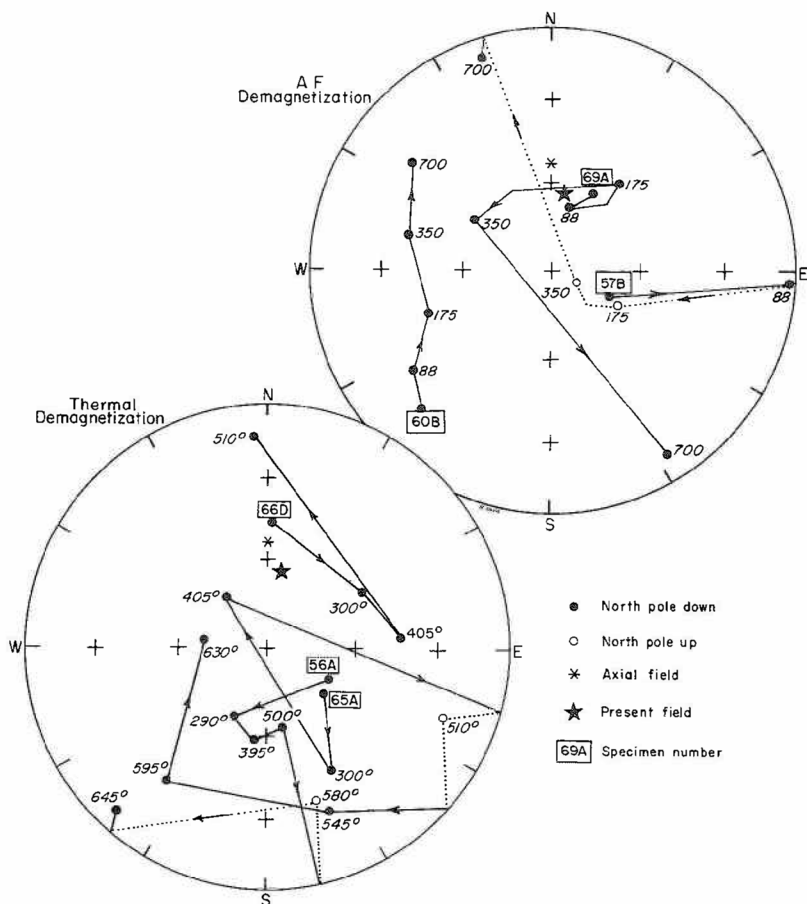 N
A F
Demagnetization
700
700
69A
175
88
350
350
W
E
57B
88
175
175
88
350
60B
700
S
Thermal
Demagnetization
N
510°
66D
405°
300°
405°
W
E
630°
56A
65A
290°
500°
395°
510°
300°
595°
580°
645°
545°
S
North pole down
North pole up
Axial field
Present field
69A Specimen number